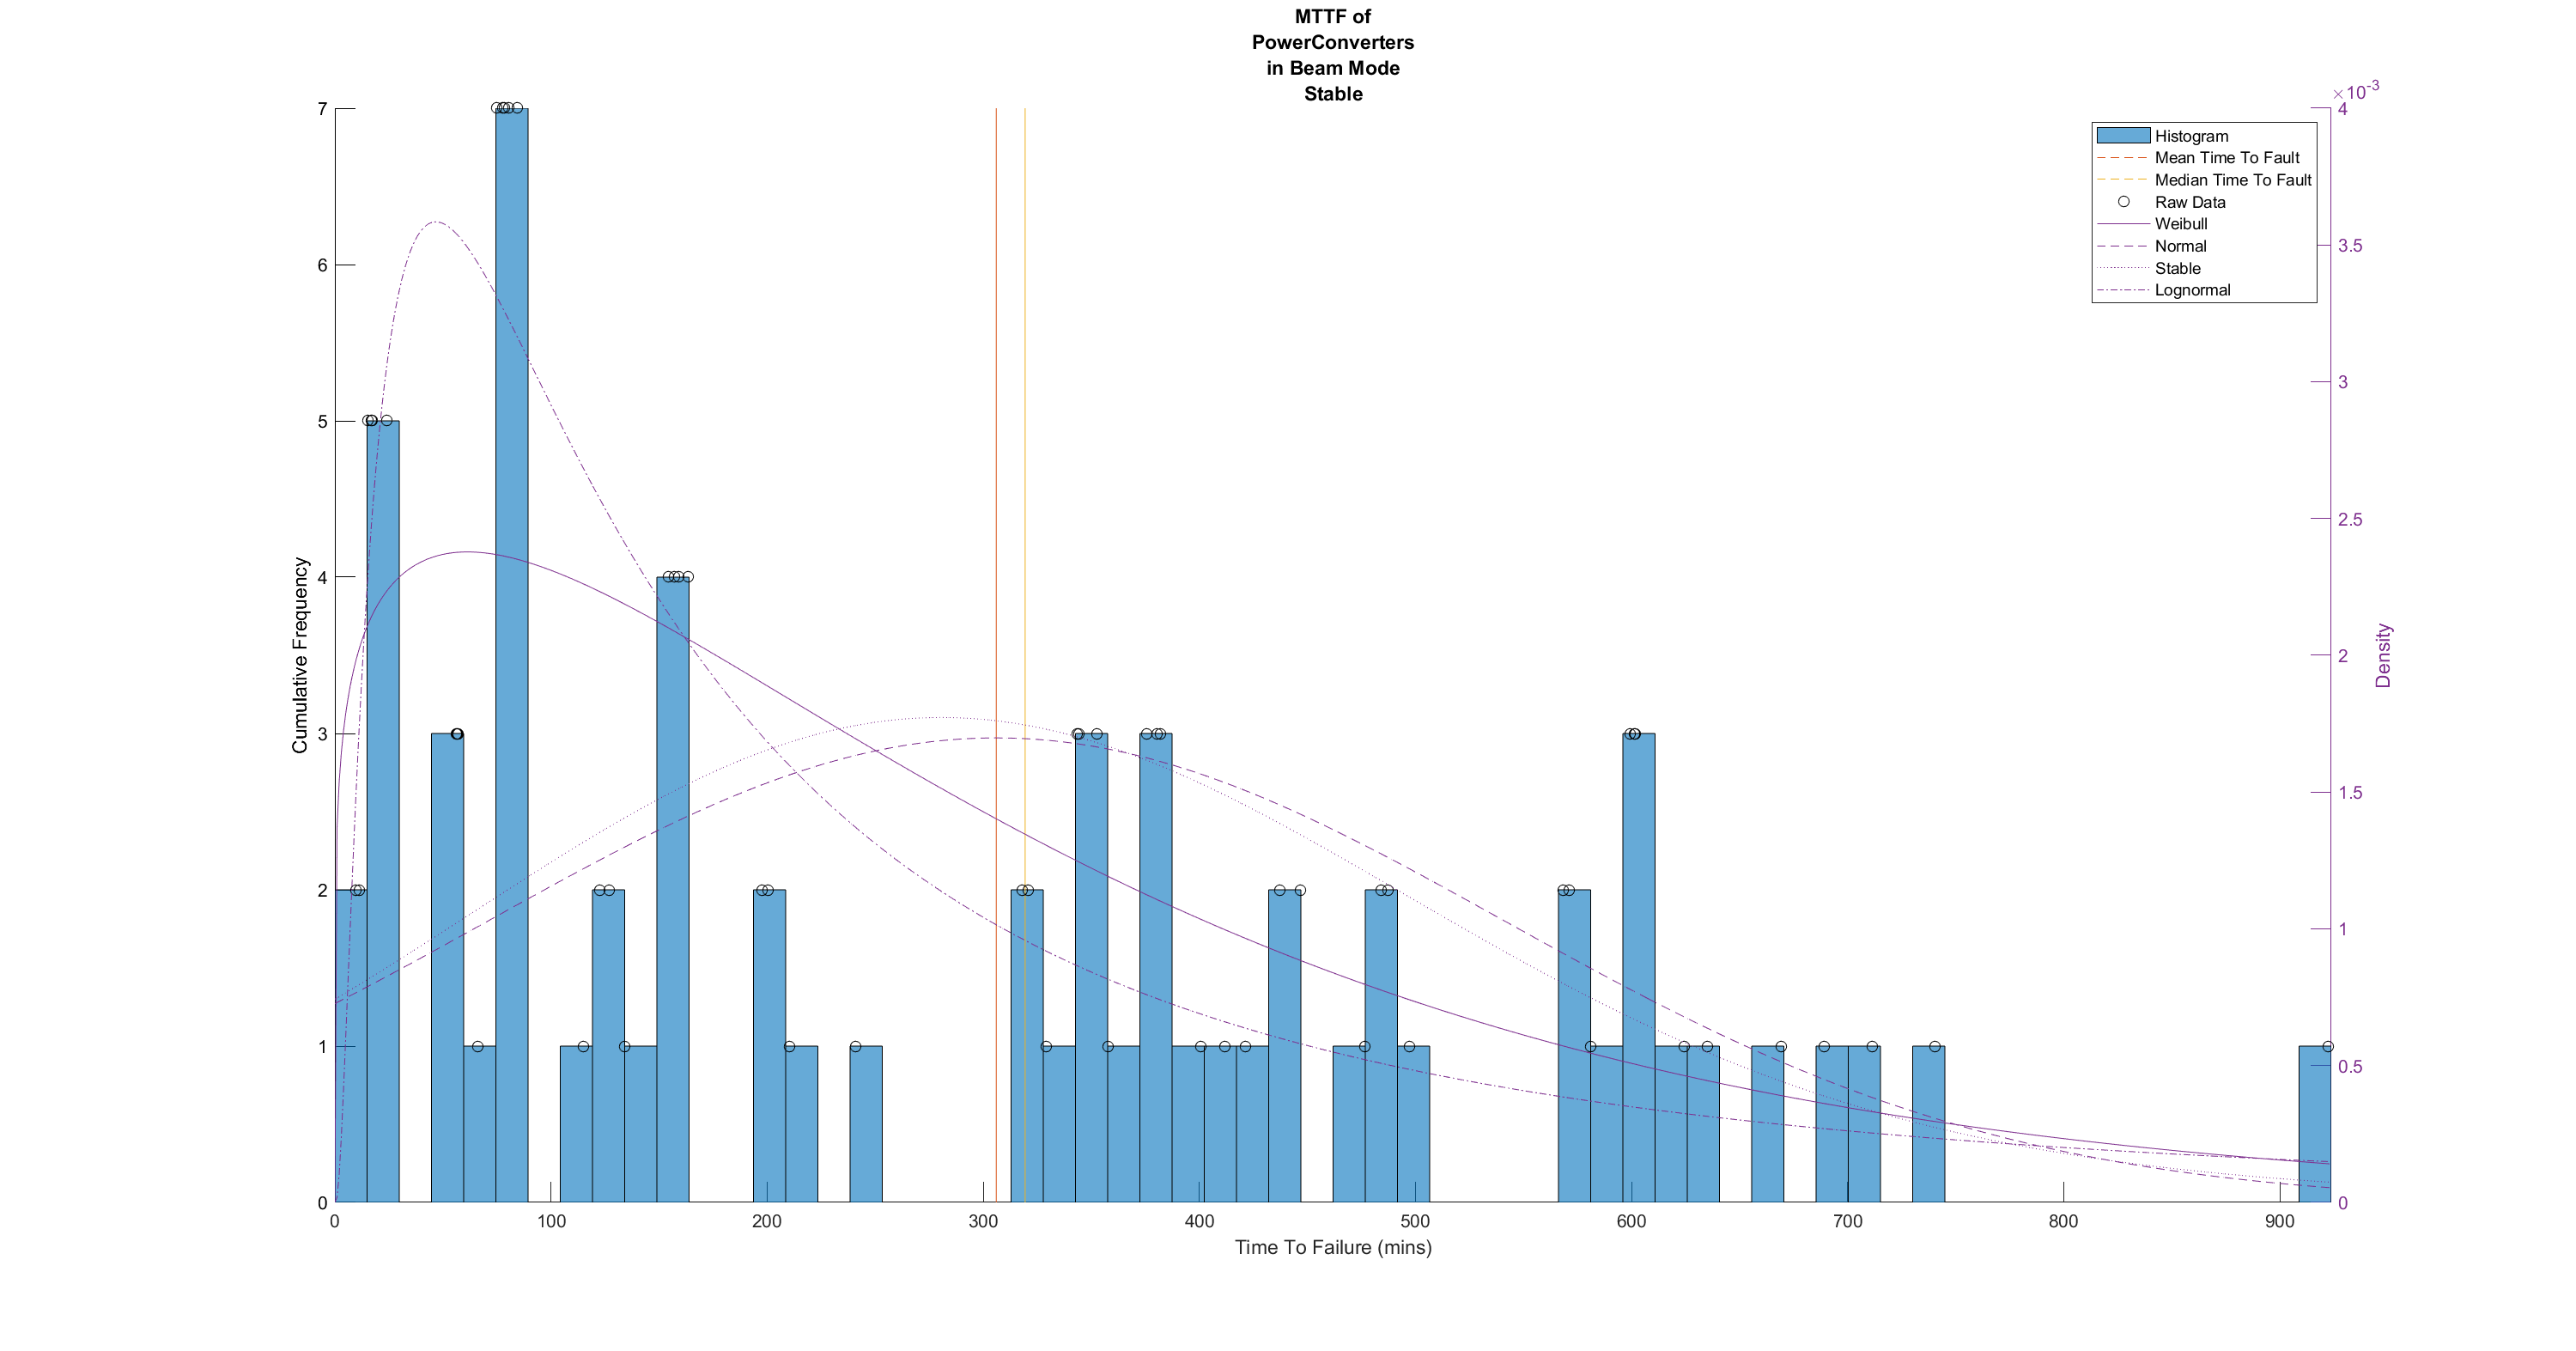 MTTF of
PowerConverters
in Beam Mode
Stable
×10-3
7
6
5
4
3
2
1
0
Cumulative Frequency
0 100 200 300 400 500 600 700 800 900
Time To Failure (mins)
4
3.5
3
2.5
2
1.5
1
0.5
0
Density
Histogram
Mean Time To Fault
Median Time To Fault
Raw Data
Weibull
Normal
Stable
Lognormal